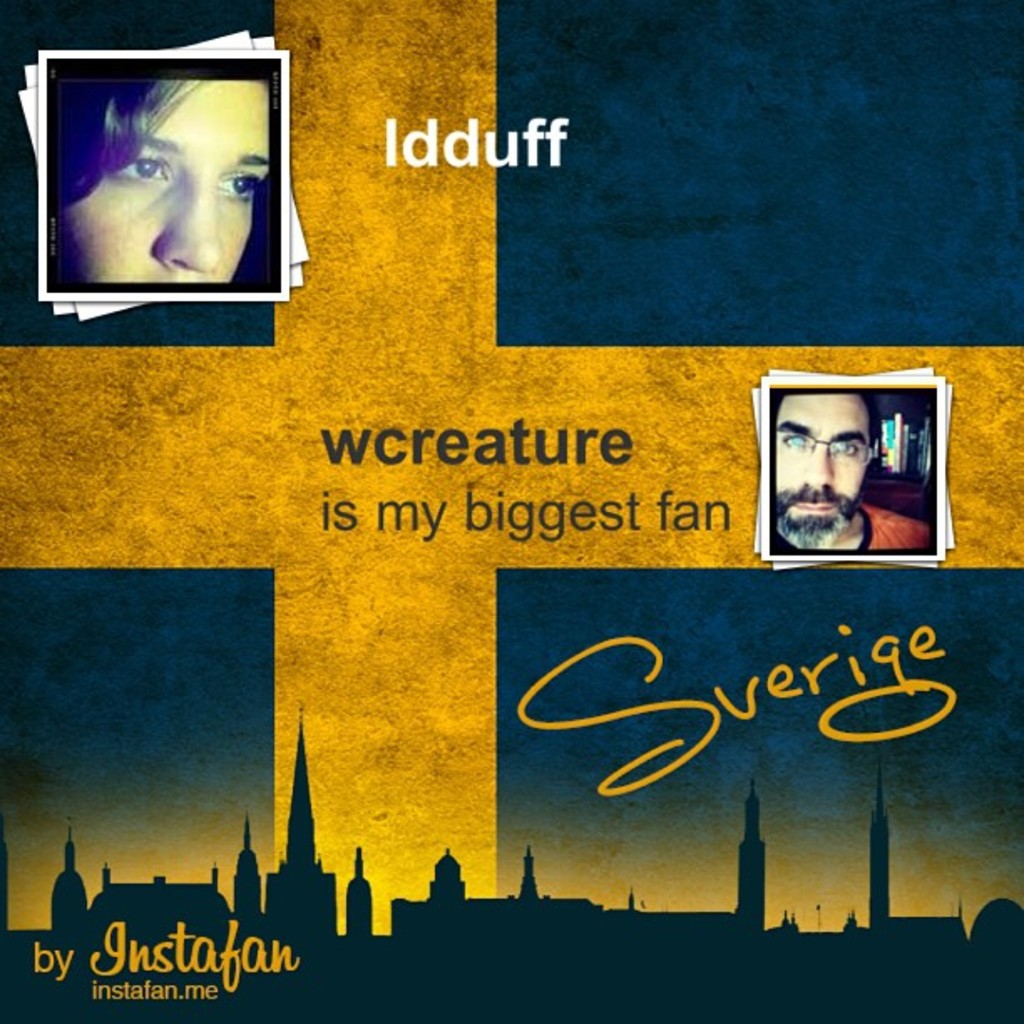 ldduff
wcreature
is my biggest fan
Sverige
by Instafan
instafan.me